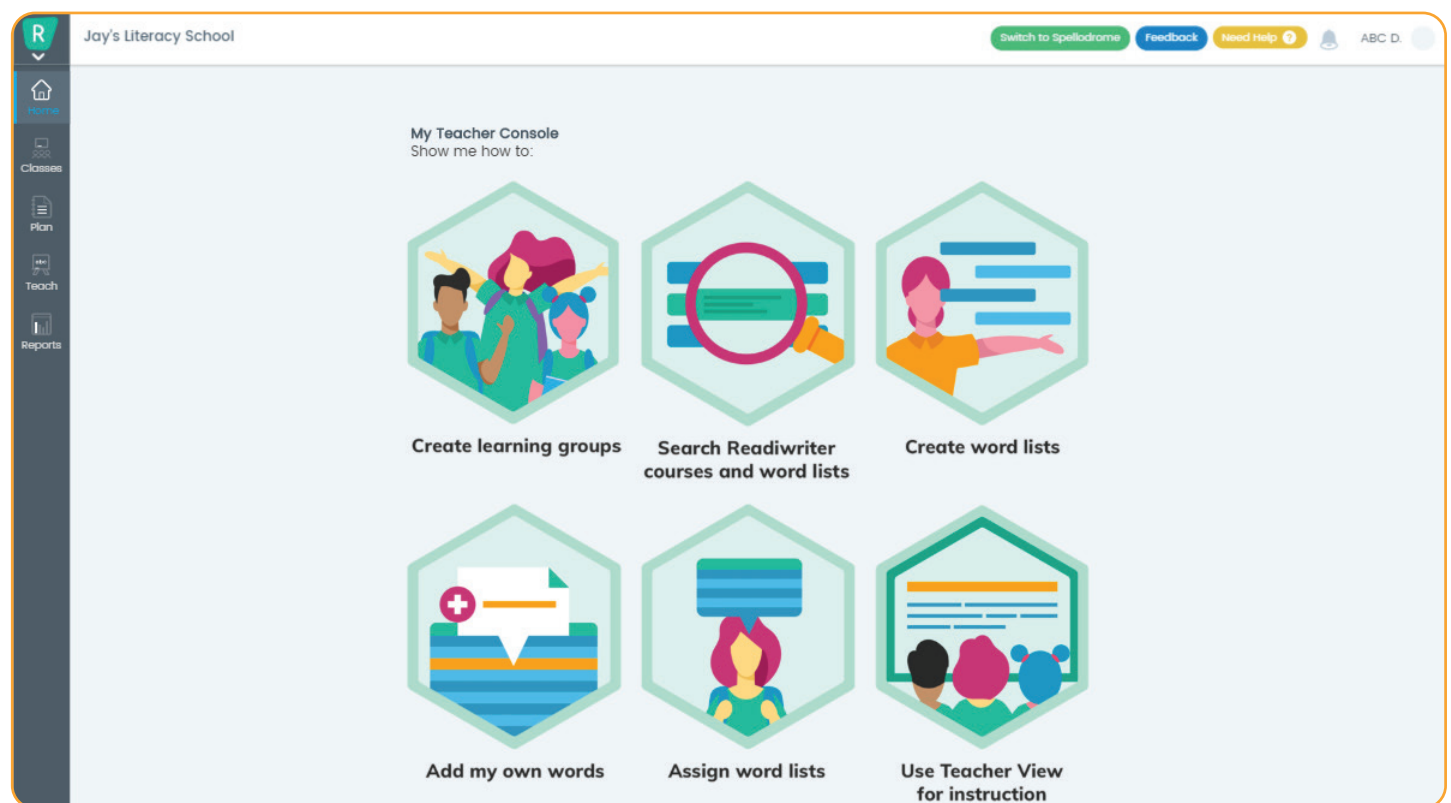 R
Jay's Literacy School
Switch to Spellodrome
Feedback
Need Help ?
ABC D.
Home
Classes
Plan
abc
Teach
Reports
My Teacher Console
Show me how to:
Create learning groups
Search Readiwriter
courses and word lists
Create word lists
Add my own words
Assign word lists
Use Teacher View
for instruction